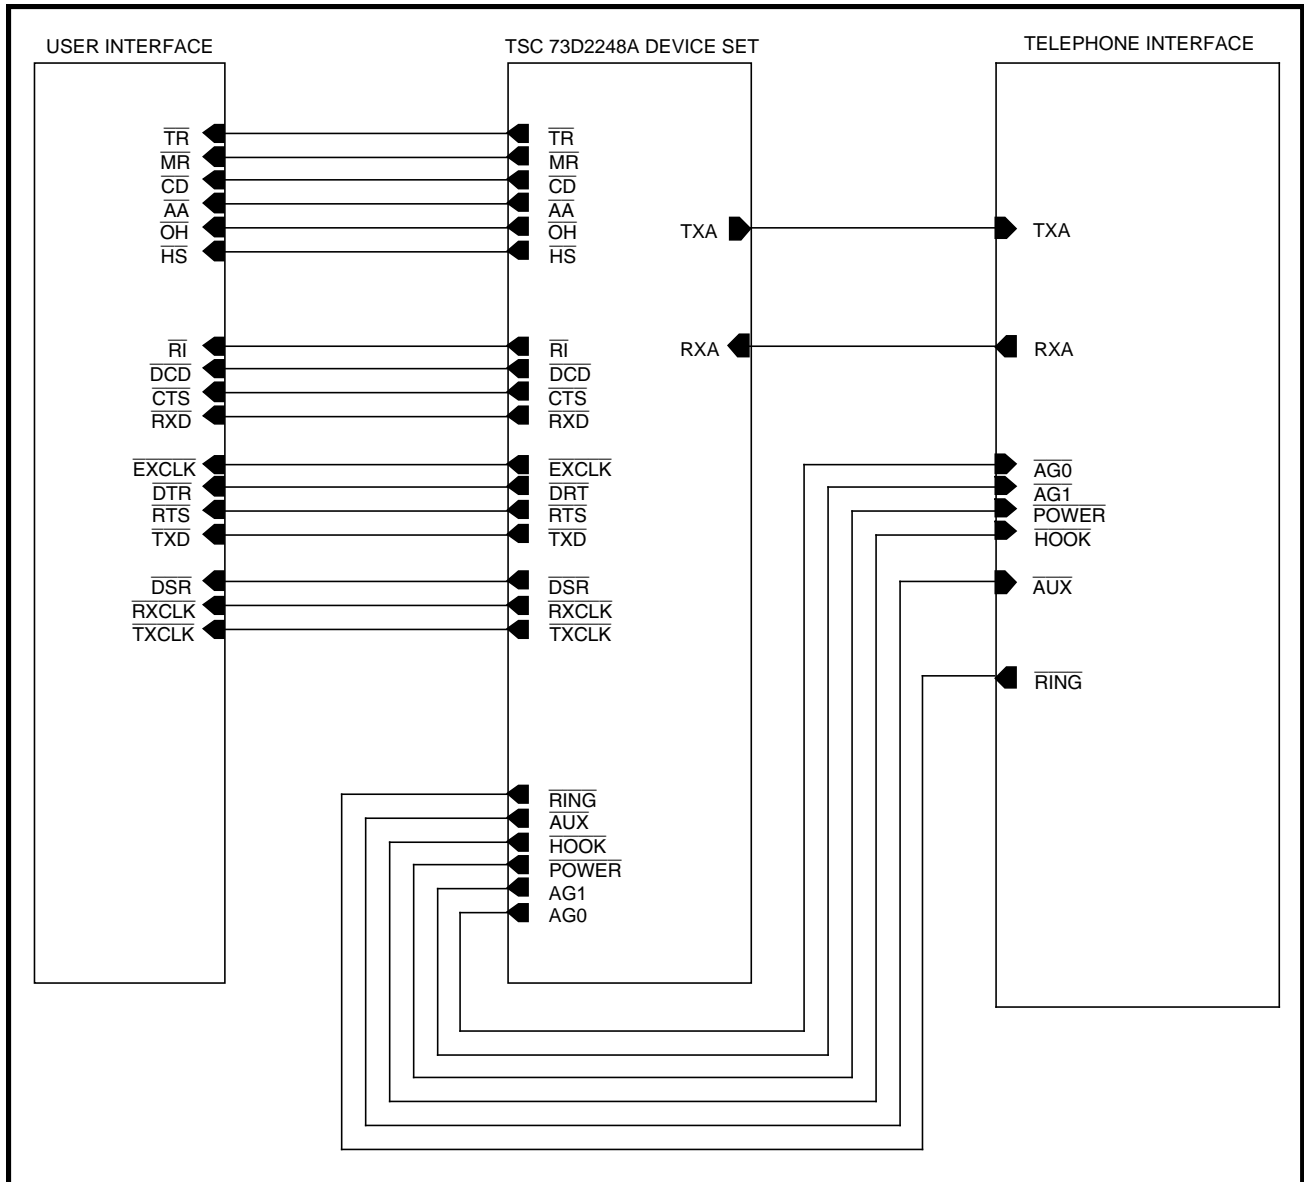 USER INTERFACE
TR
MR
CD
AA
OH
HS
RI
DCD
CTS
RXD
EXCLK
DTR
RTS
TXD
DSR
RXCLK
TXCLK
TSC 73D2248A DEVICE SET
TR
MR
CD
AA
OH
HS
TXA
RXA
RI
DCD
CTS
RXD
EXCLK
DRT
RTS
TXD
DSR
RXCLK
TXCLK
RING
AUX
HOOK
POWER
AG1
AG0
TELEPHONE INTERFACE
TXA
RXA
AG0
AG1
POWER
HOOK
AUX
RING